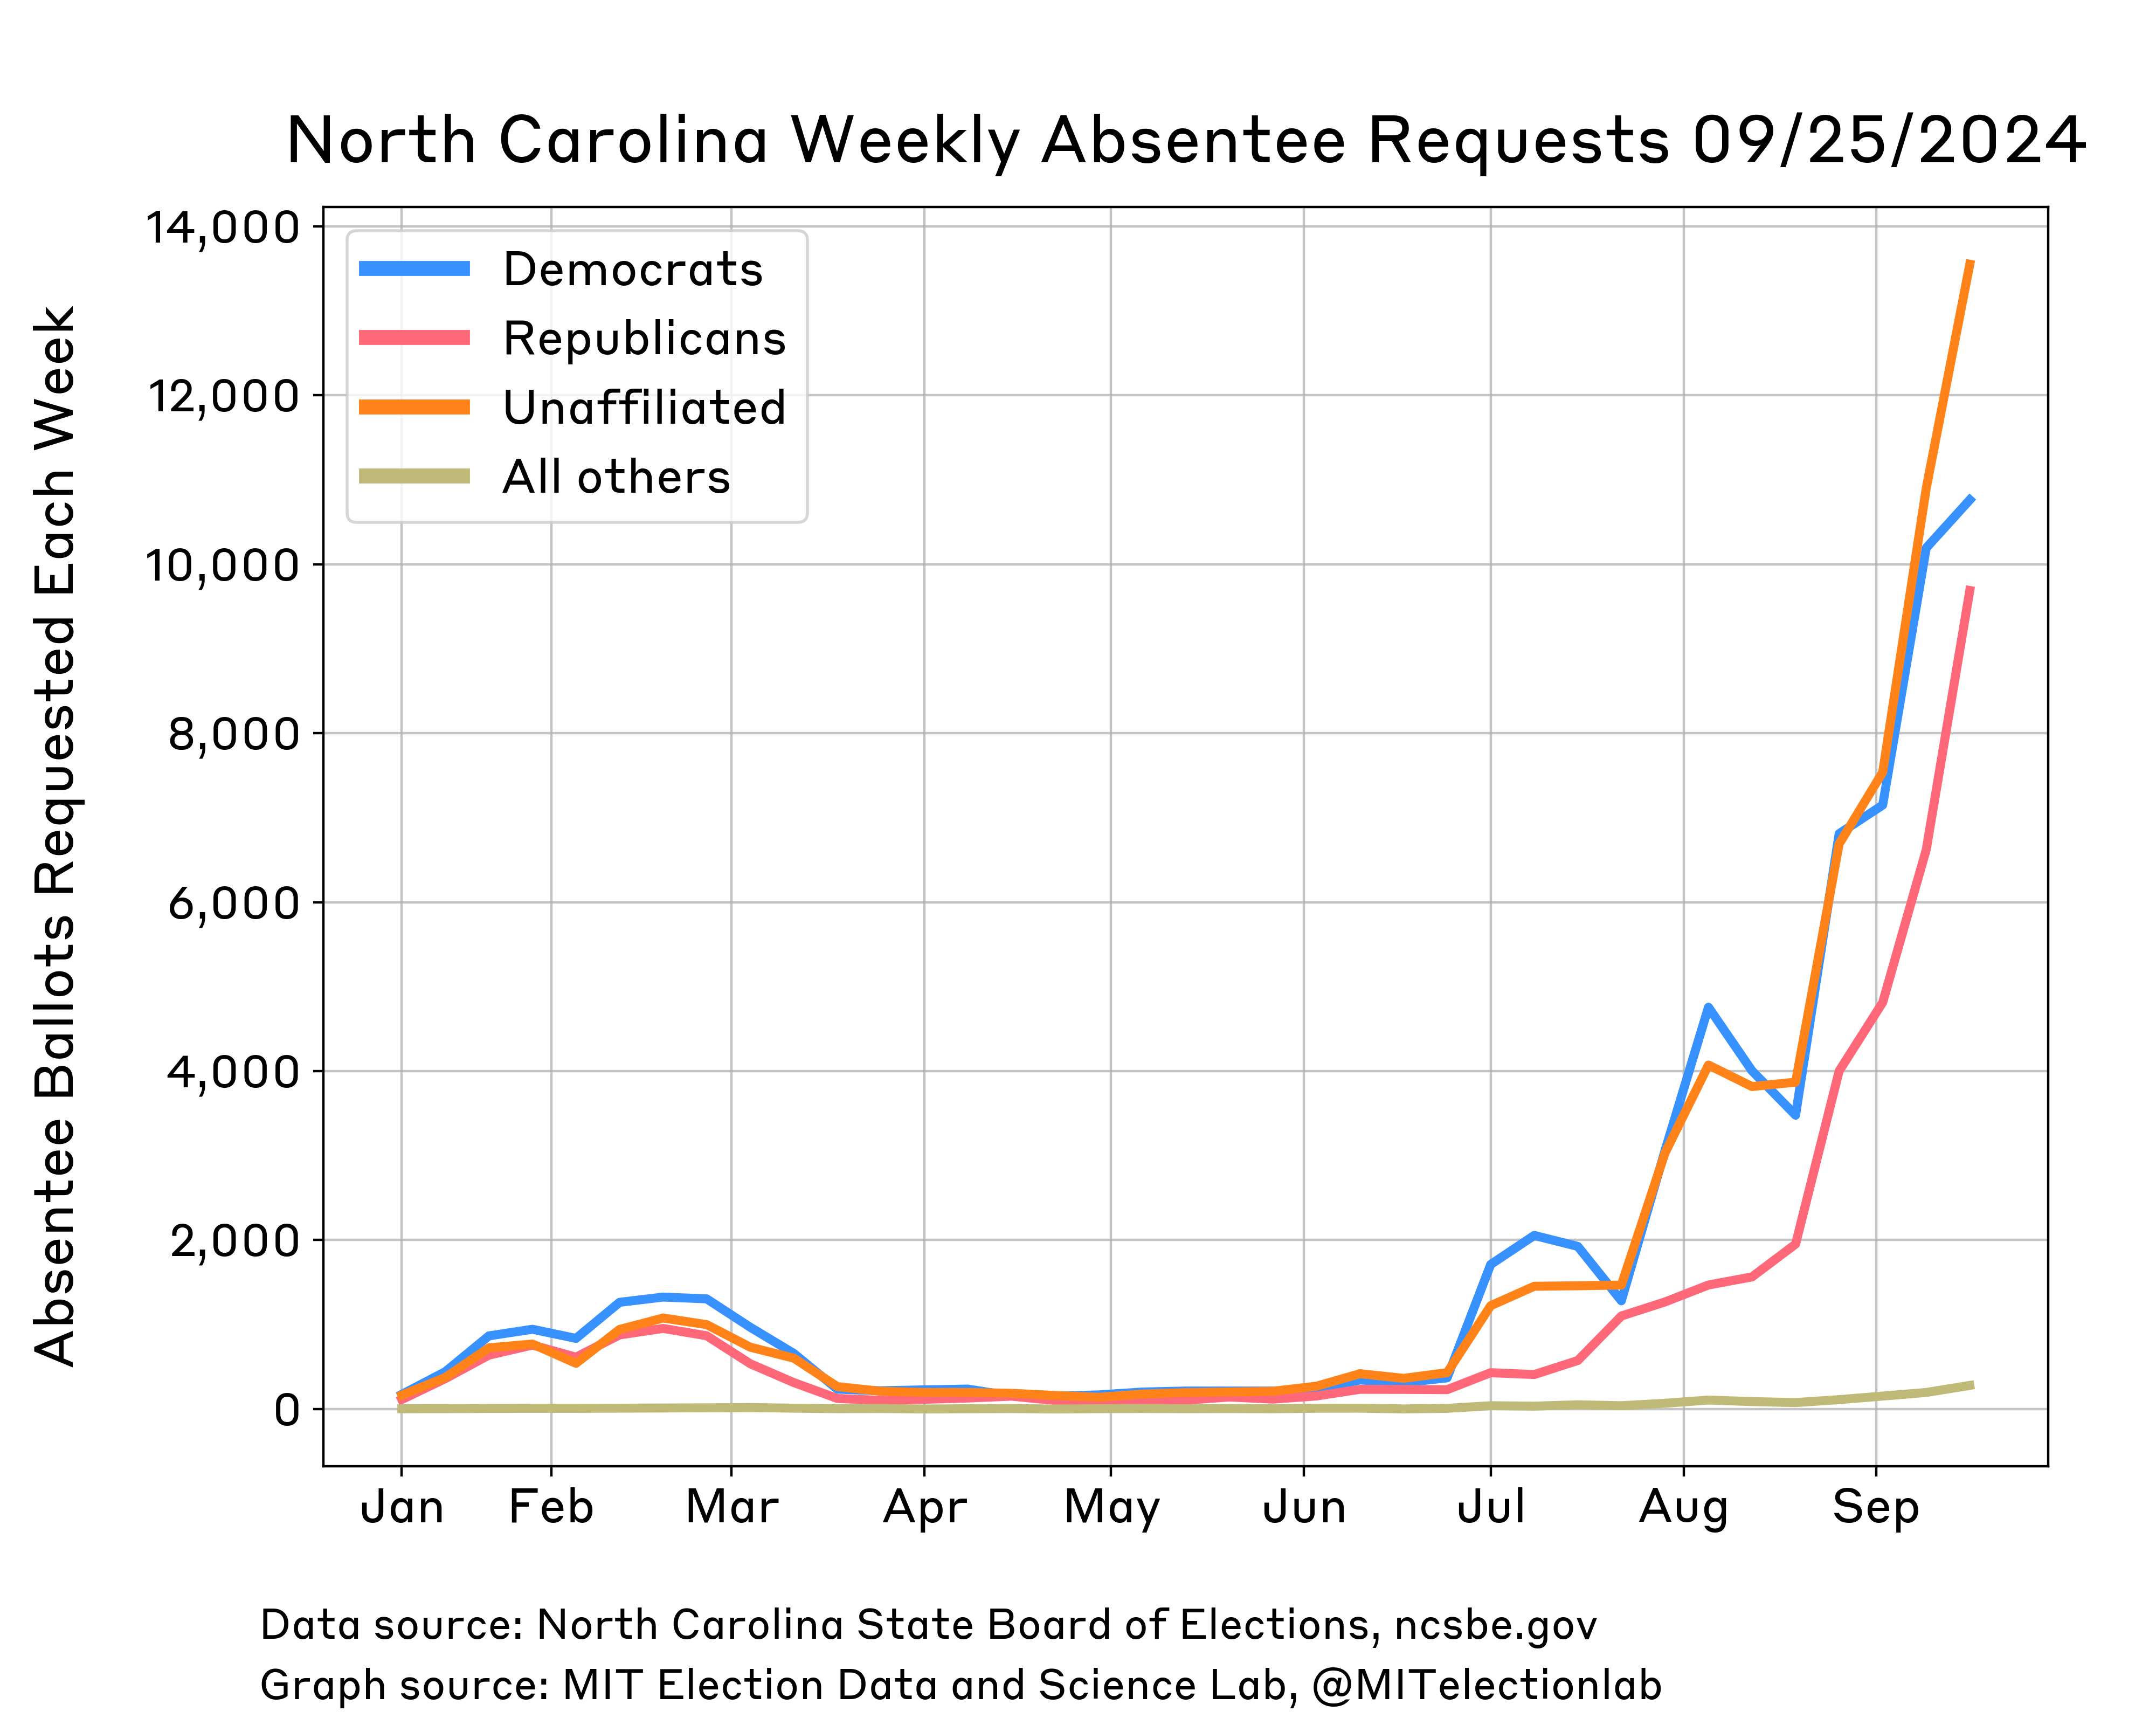 North Carolina Weekly Absentee Requests 09/25/2024
Absentee Ballots Requested Each Week
14,000
12,000
10,000
8,000
6,000
4,000
2,000
0
Democrats
Republicans
Unaffiliated
All others
Jan Feb Mar Apr May Jun Jul Aug Sep
Data source: North Carolina State Board of Elections, ncsbe.gov
Graph source: MIT Election Data and Science Lab, @MITelectionlab